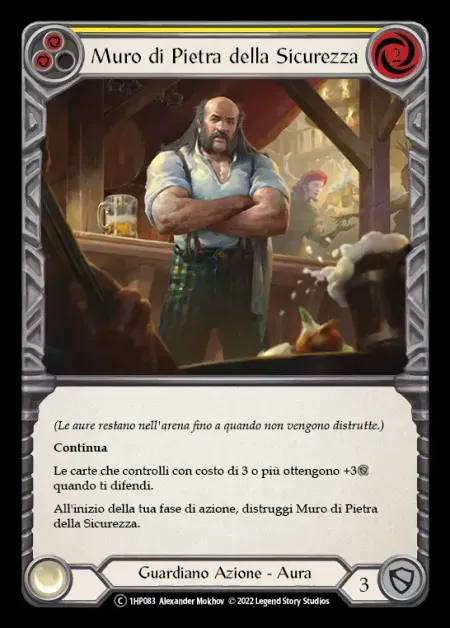 Muro di Pietra della Sicurezza
2
(Le aure restano nell'arena fino a quando non vengono distrutte.)
Continua
Le carte che controlli con costo di 3 o più ottengono +3
quando ti difendi.
All'inizio della tua fase di azione, distruggi Muro di Pietra
della Sicurezza.
Guardiano Azione - Aura
3
C 1HP083 Alexander Mokhov © 2022 Legend Story Studios